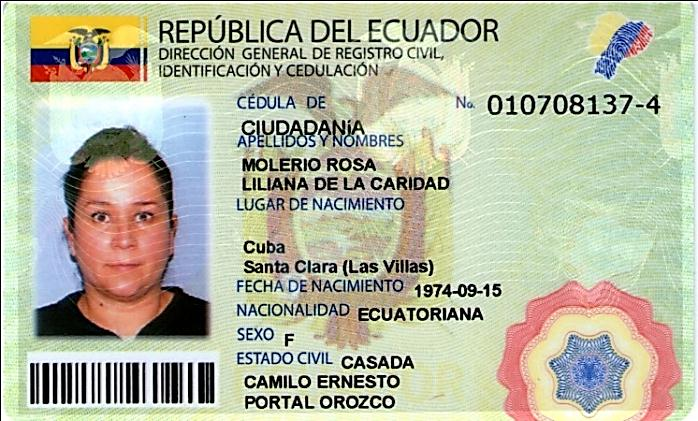 REPÚBLICA DEL ECUADOR
DIRECCIÓN GENERAL DE REGISTRO CIVIL,
IDENTIFICACIÓN Y CEDULACIÓN
CÉDULA DE No. 010708137-4
CIUDADANÍA
APELLIDOS Y NOMBRES
MOLERIO ROSA
LILIANA DE LA CARIDAD
LUGAR DE NACIMIENTO
Cuba
Santa Clara (Las Villas)
FECHA DE NACIMIENTO 1974-09-15
NACIONALIDAD ECUATORIANA
SEXO F
ESTADO CIVIL CASADA
CAMILO ERNESTO
PORTAL OROZCO